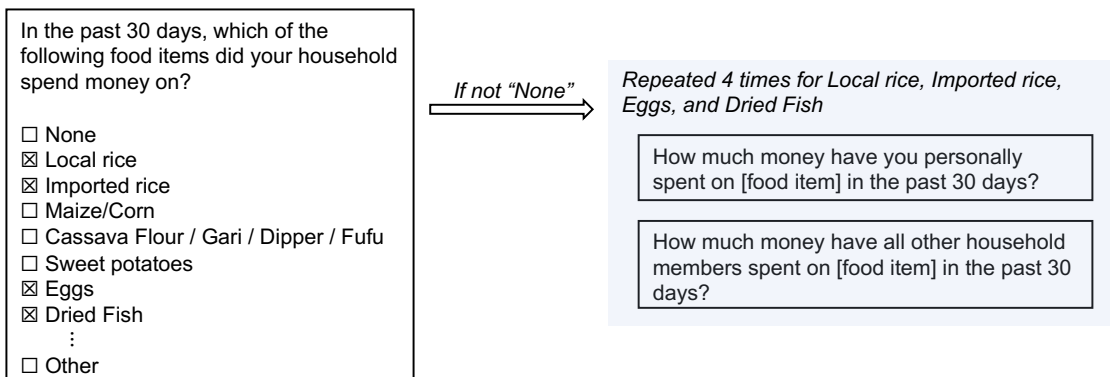 In the past 30 days, which of the
following food items did your household
spend money on?
☐ None
☒ Local rice
☒ Imported rice
☐ Maize/Corn
☐ Cassava Flour / Gari / Dipper / Fufu
☐ Sweet potatoes
☒ Eggs
☒ Dried Fish
⋮
☐ Other
If not “None”
Repeated 4 times for Local rice, Imported rice,
Eggs, and Dried Fish
How much money have you personally
spent on [food item] in the past 30 days?
How much money have all other household
members spent on [food item] in the past 30
days?